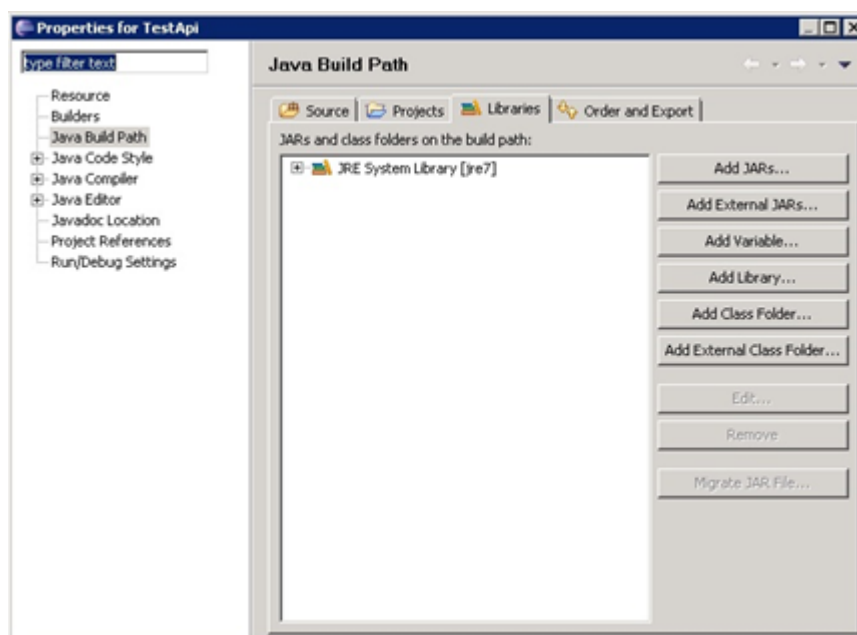 Properties for TestApi
type filter text
Resource
Builders
Java Build Path
Java Code Style
Java Compiler
Java Editor
Javadoc Location
Project References
Run/Debug Settings
Java Build Path
Source
Projects
Libraries
Order and Export
JARs and class folders on the build path:
JRE System Library [jre7]
Add JARs...
Add External JARs...
Add Variable...
Add Library...
Add Class Folder...
Add External Class Folder...
Edit...
Remove
Migrate JAR File...